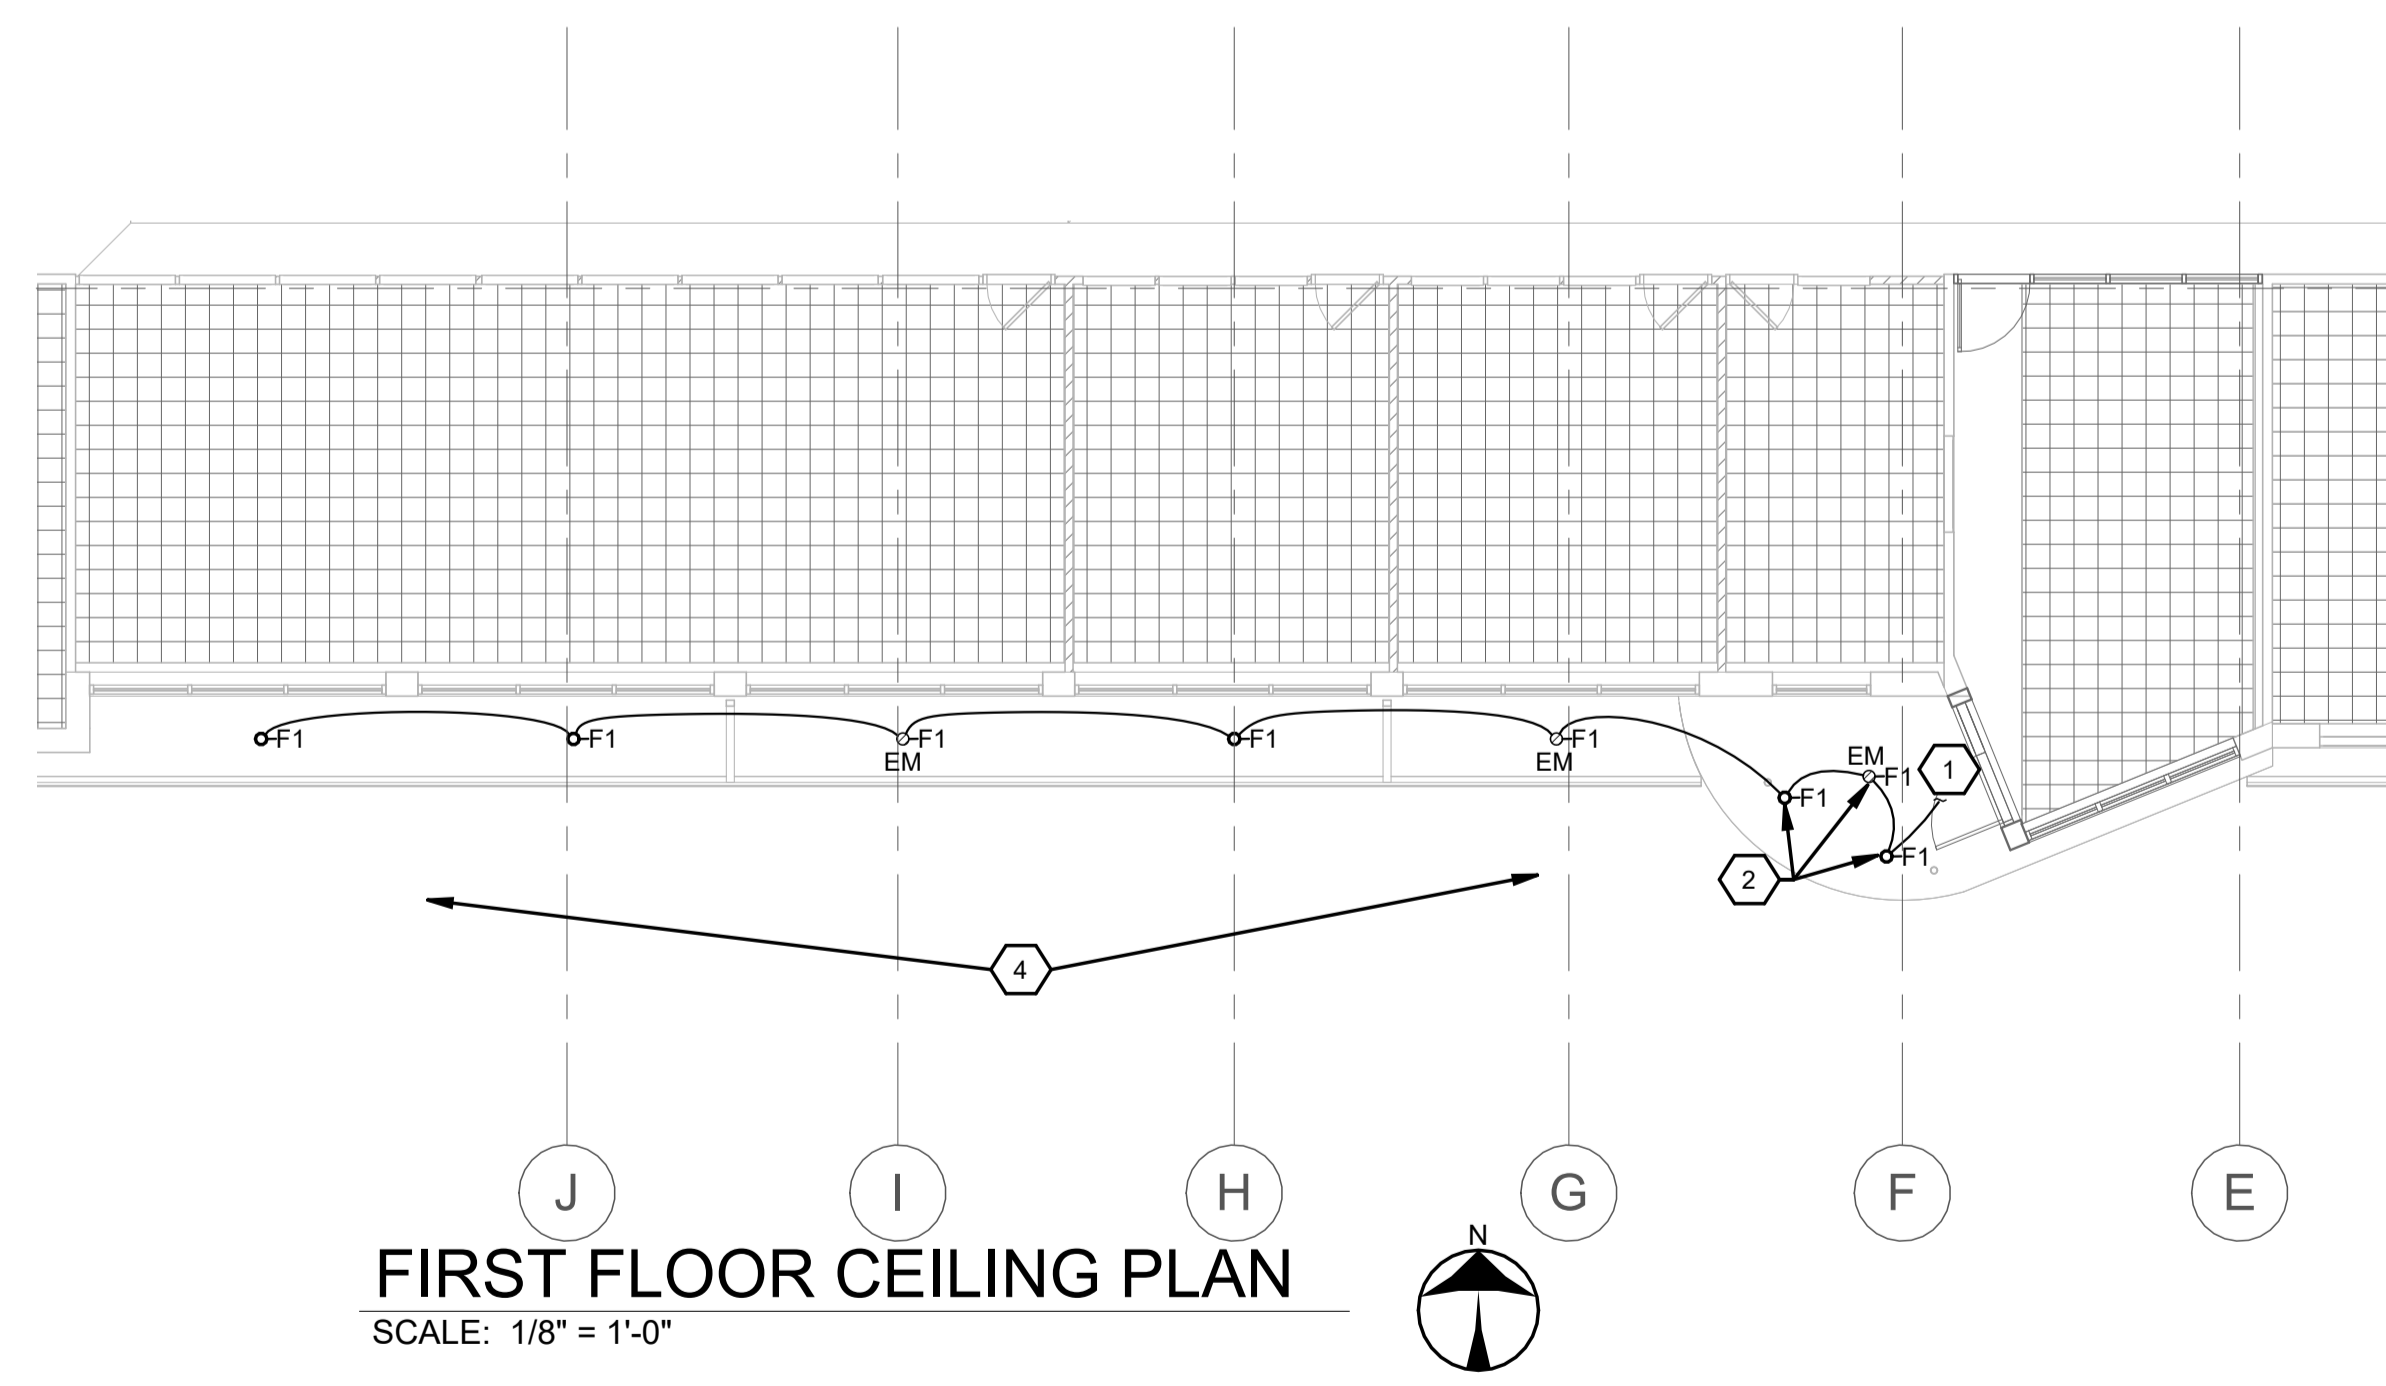 F1
F1
F1
EM
F1
F1
EM
EM
F1
1
F1
F1
2
4
J
I
H
G
F
E
FIRST FLOOR CEILING PLAN
SCALE: 1/8" = 1'-0"
N